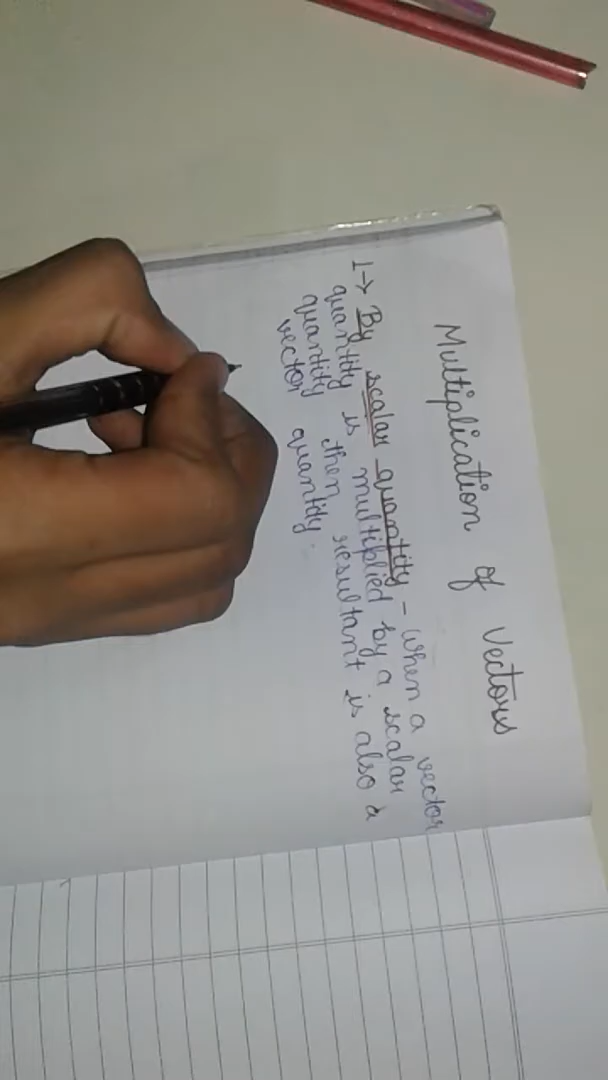 Multiplication of Vectors
1→ By scalar quantity - When a vector
quantity is multiplied by a scalar
quantity then resultant is also a
vector quantity.